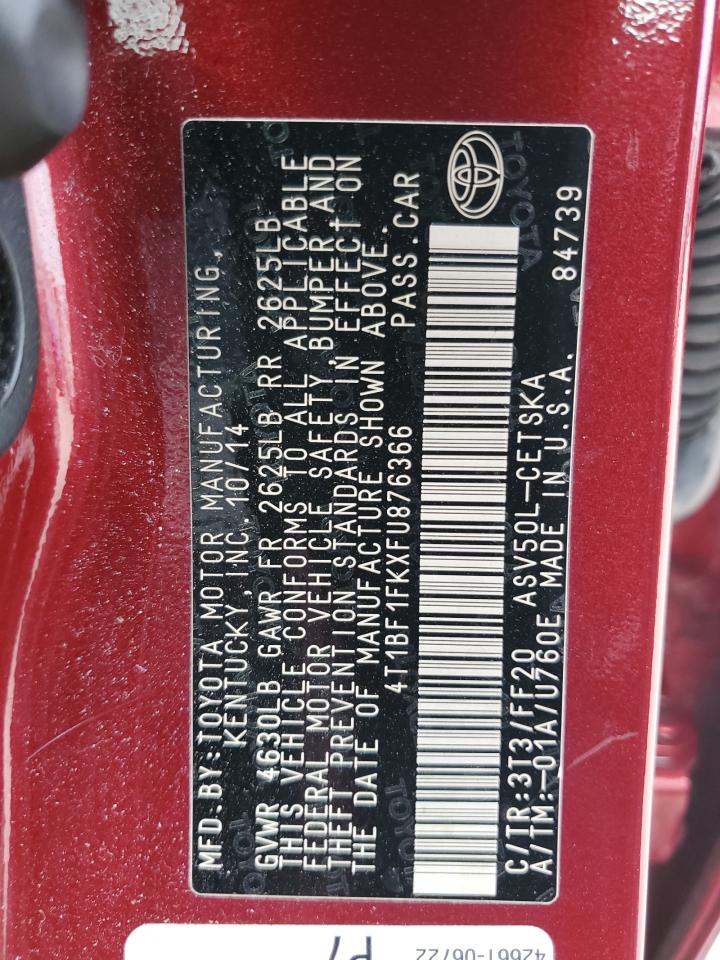 MFD.BY:TOYOTA MOTOR MANUFACTURING,
KENTUCKY,INC. 10/14
GVWR 4630LB GAWR FR 2625LB RR 2625LB
THIS VEHICLE CONFORMS TO ALL APPLICABLE
FEDERAL MOTOR VEHICLE SAFETY,BUMPER AND
THEFT PREVENTION STANDARDS IN EFFECT ON
THE DATE OF MANUFACTURE SHOWN ABOVE.
4T1BF1FKXFU876366 PASS.CAR
C/TR:3T3/FF20 ASV50L-CETSKA
A/TM:-01A/U760E MADE IN U.S.A. 84739
42661-06722